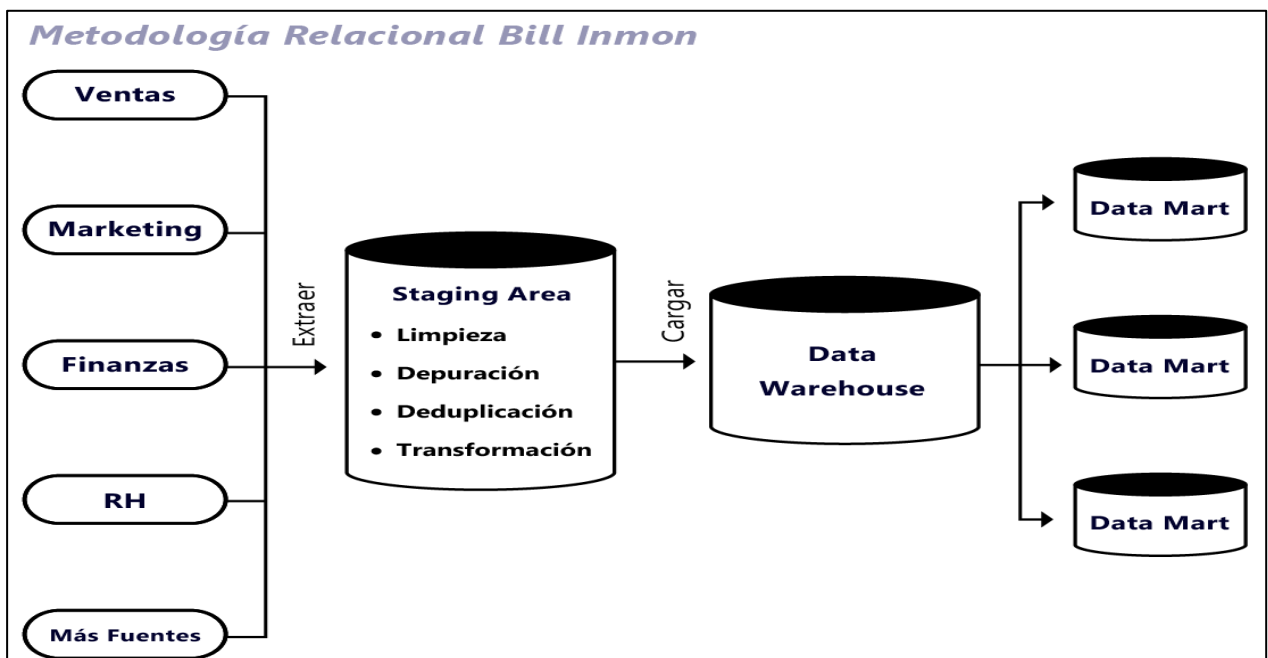 Metodología Relacional Bill Inmon
Ventas
Marketing
Finanzas
RH
Más Fuentes
Extraer
Staging Area
• Limpieza
• Depuración
• Deduplicación
• Transformación
Cargar
Data
Warehouse
Data Mart
Data Mart
Data Mart